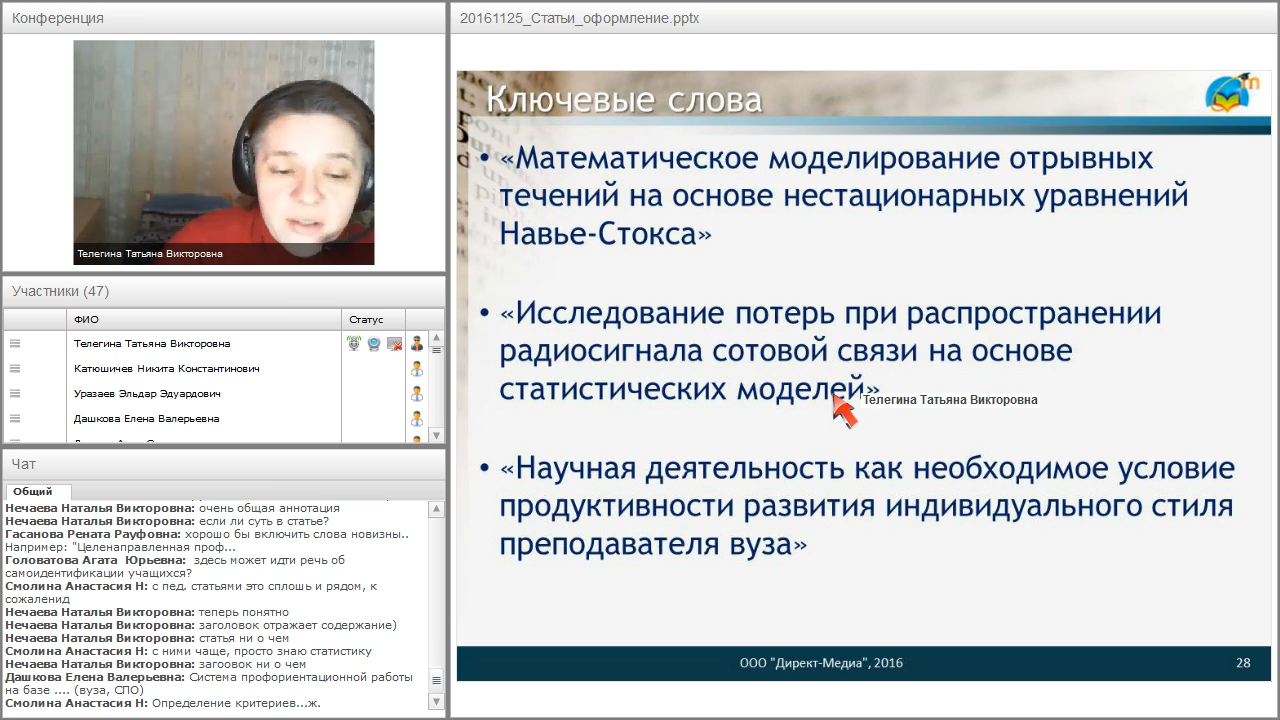 Конференция
Телегина Татьяна Викторовна
Участники (47)
ФИО
Статус
Телегина Татьяна Викторовна
Катюшичев Никита Константинович
Уразаев Эльдар Эдуардович
Дашкова Елена Валерьевна
Чат
Общий
Нечаева Наталья Викторовна: очень общая аннотация
Нечаева Наталья Викторовна: если ли суть в статье?
Гасанова Рената Рауфовна: хорошо бы включить слова новизны..
Например: "Целенаправленная проф...
Головатова Агата Юрьевна: здесь может идти речь об
самоидентификации учащихся?
Смолина Анастасия Н: с пед. статьями это сплошь и рядом, к
сожаленид
Нечаева Наталья Викторовна: теперь понятно
Нечаева Наталья Викторовна: заголовок отражает содержание)
Нечаева Наталья Викторовна: статья ни о чем
Смолина Анастасия Н: с ними чаще, просто знаю статистику
Нечаева Наталья Викторовна: загоовок ни о чем
Дашкова Елена Валерьевна: Система профориентационной работы
на базе .... (вуза, СПО)
Смолина Анастасия Н: Определение критериев...ж.
20161125_Статьи_оформление.pptx
Ключевые слова
• «Математическое моделирование отрывных
течений на основе нестационарных уравнений
Навье-Стокса»
• «Исследование потерь при распространении
радиосигнала сотовой связи на основе
статистических моделей»
Телегина Татьяна Викторовна
• «Научная деятельность как необходимое условие
продуктивности развития индивидуального стиля
преподавателя вуза»
ООО "Директ-Медиа", 2016
28